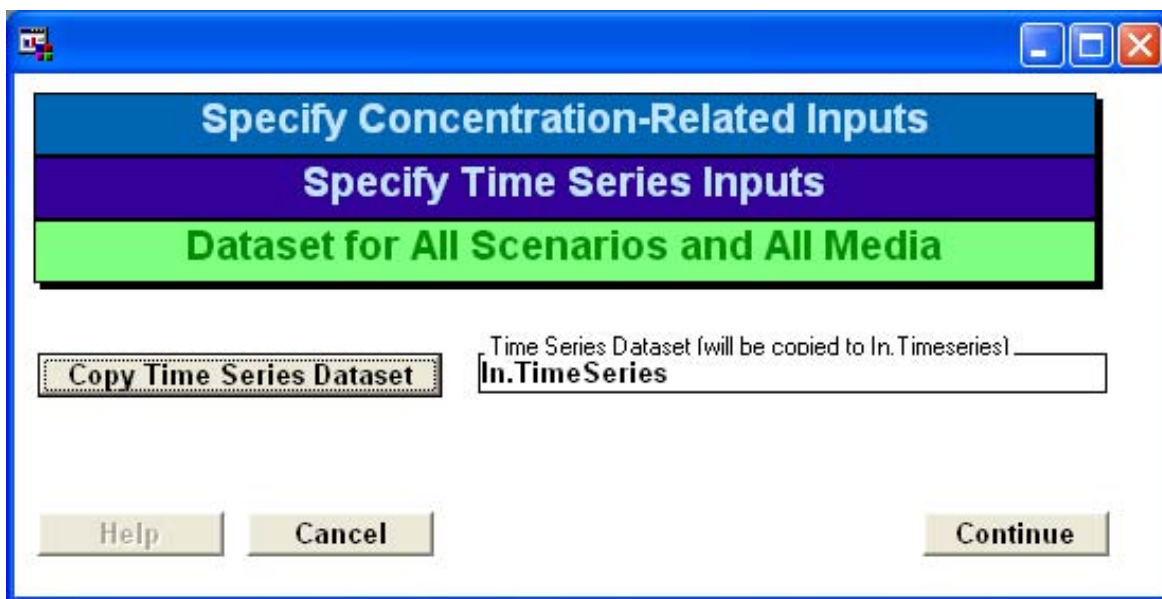 Specify Concentration-Related Inputs
Specify Time Series Inputs
Dataset for All Scenarios and All Media
Time Series Dataset (will be copied to In.Timeseries)
Copy Time Series Dataset
In.TimeSeries
Help
Cancel
Continue